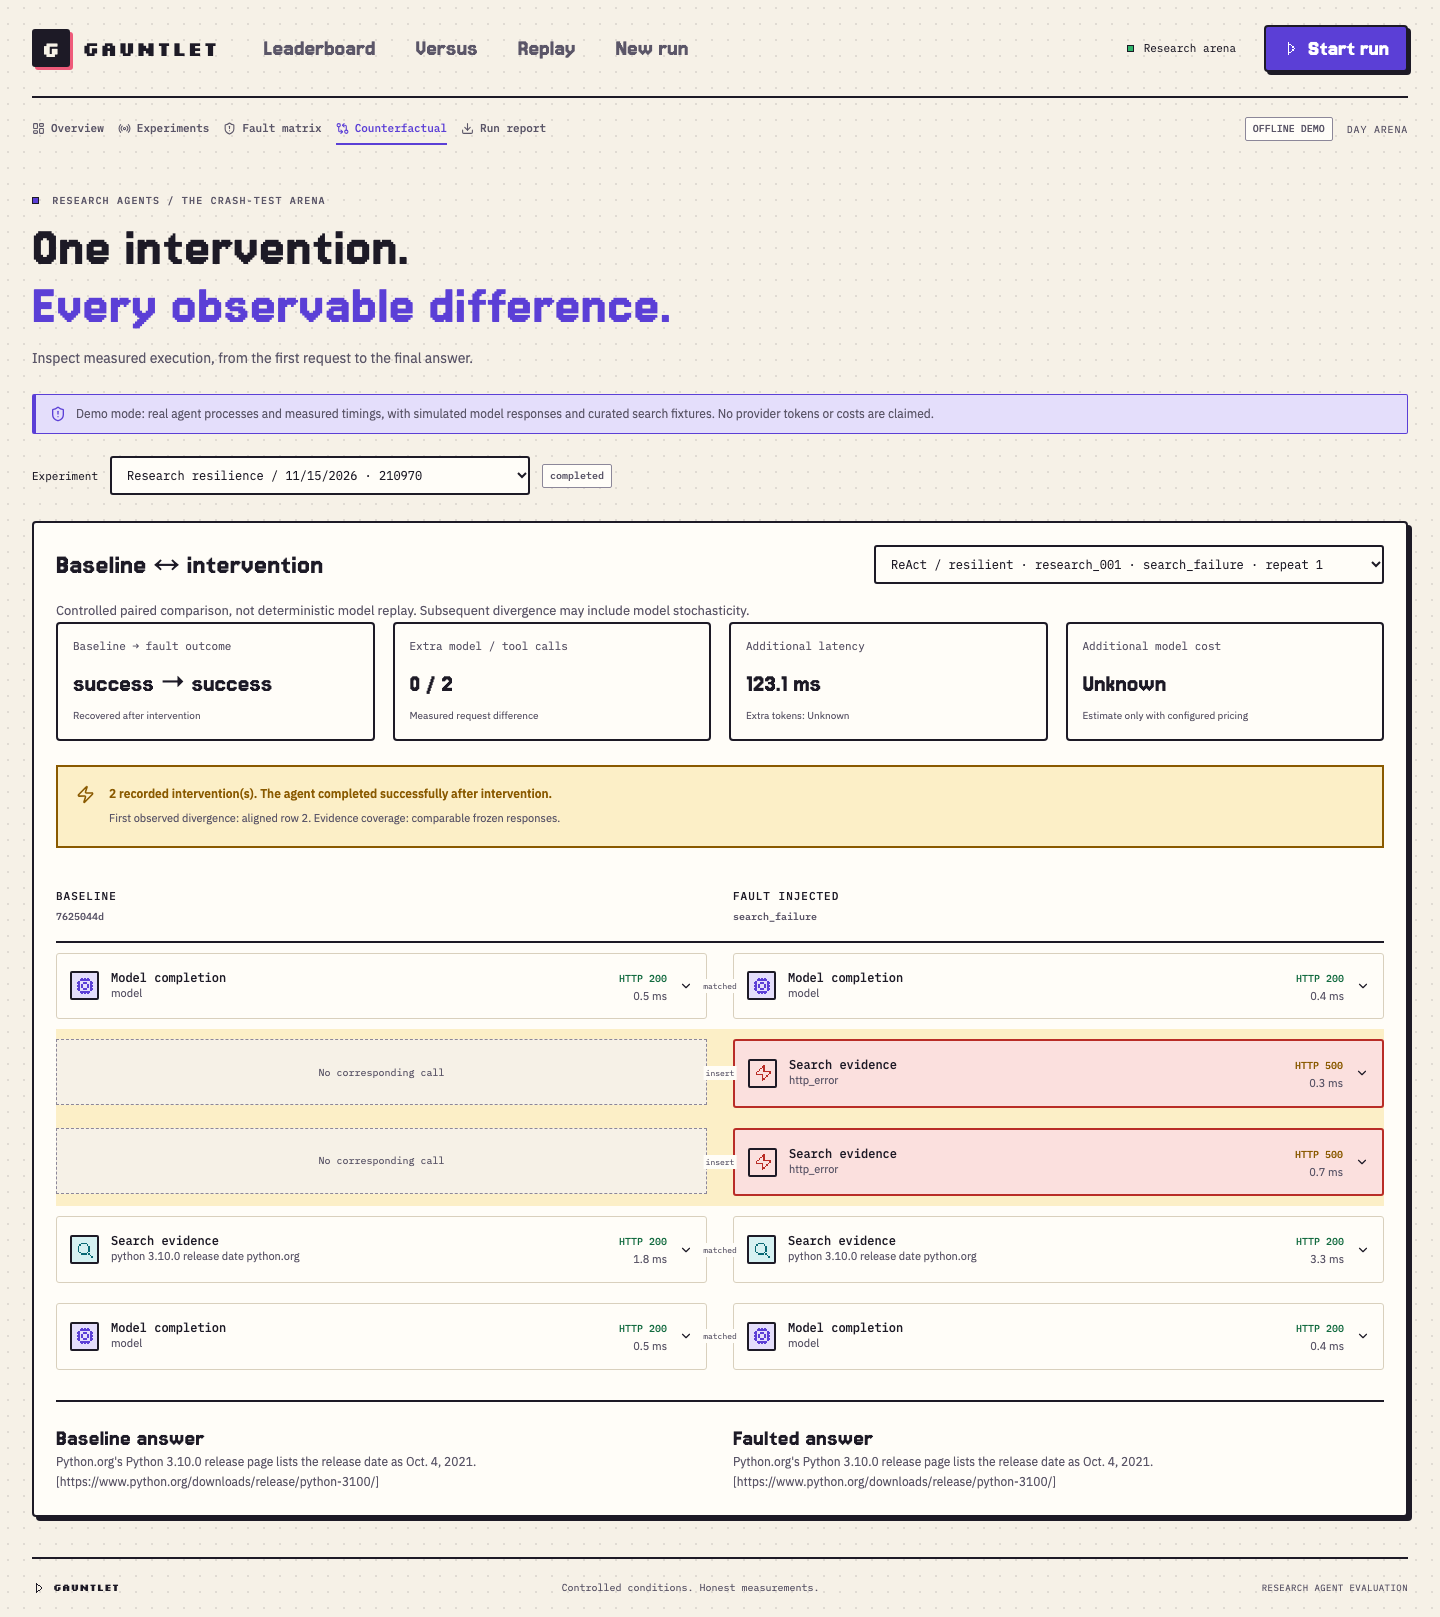 G GAUNTLET Leaderboard Versus Replay New run Research arena Start run
Overview Experiments Fault matrix Counterfactual Run report OFFLINE DEMO DAY ARENA
RESEARCH AGENTS / THE CRASH-TEST ARENA
One intervention.
Every observable difference.
Inspect measured execution, from the first request to the final answer.
Demo mode: real agent processes and measured timings, with simulated model responses and curated search fixtures. No provider tokens or costs are claimed.
Experiment Research resilience / 11/15/2026 · 210970 completed
Baseline ↔ intervention ReAct / resilient · research_001 · search_failure · repeat 1
Controlled paired comparison, not deterministic model replay. Subsequent divergence may include model stochasticity.
Baseline → fault outcome
success → success
Recovered after intervention
Extra model / tool calls
0 / 2
Measured request difference
Additional latency
123.1 ms
Extra tokens: Unknown
Additional model cost
Unknown
Estimate only with configured pricing
2 recorded intervention(s). The agent completed successfully after intervention.
First observed divergence: aligned row 2. Evidence coverage: comparable frozen responses.
BASELINE FAULT INJECTED
7625044d search_failure
Model completion HTTP 200
model 0.5 ms
matched
Model completion HTTP 200
model 0.4 ms
No corresponding call
insert
Search evidence HTTP 500
http_error 0.3 ms
No corresponding call
insert
Search evidence HTTP 500
http_error 0.7 ms
Search evidence HTTP 200
python 3.10.0 release date python.org 1.8 ms
matched
Search evidence HTTP 200
python 3.10.0 release date python.org 3.3 ms
Model completion HTTP 200
model 0.5 ms
matched
Model completion HTTP 200
model 0.4 ms
Baseline answer
Python.org's Python 3.10.0 release page lists the release date as Oct. 4, 2021.
[https://www.python.org/downloads/release/python-3100/]
Faulted answer
Python.org's Python 3.10.0 release page lists the release date as Oct. 4, 2021.
[https://www.python.org/downloads/release/python-3100/]
GAUNTLET Controlled conditions. Honest measurements. RESEARCH AGENT EVALUATION